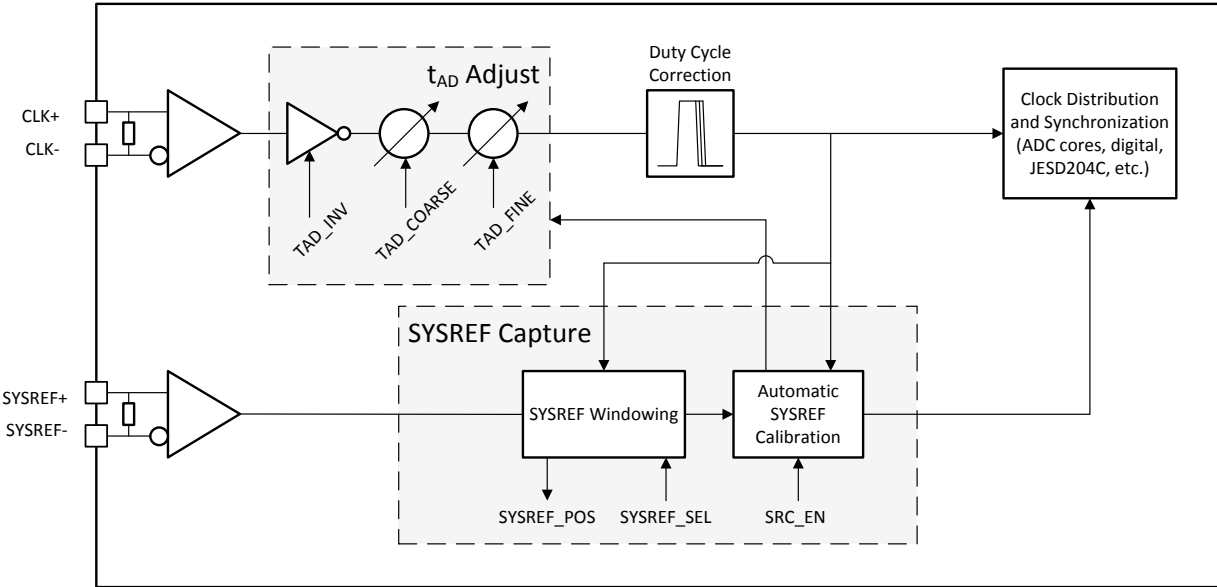 Duty Cycle
Correction
t_AD Adjust
CLK+
CLK-
Clock Distribution
and Synchronization
(ADC cores, digital,
JESD204C, etc.)
TAD_INV
TAD_COARSE
TAD_FINE
SYSREF Capture
SYSREF+
SYSREF-
SYSREF Windowing
Automatic
SYSREF
Calibration
SYSREF_POS
SYSREF_SEL
SRC_EN